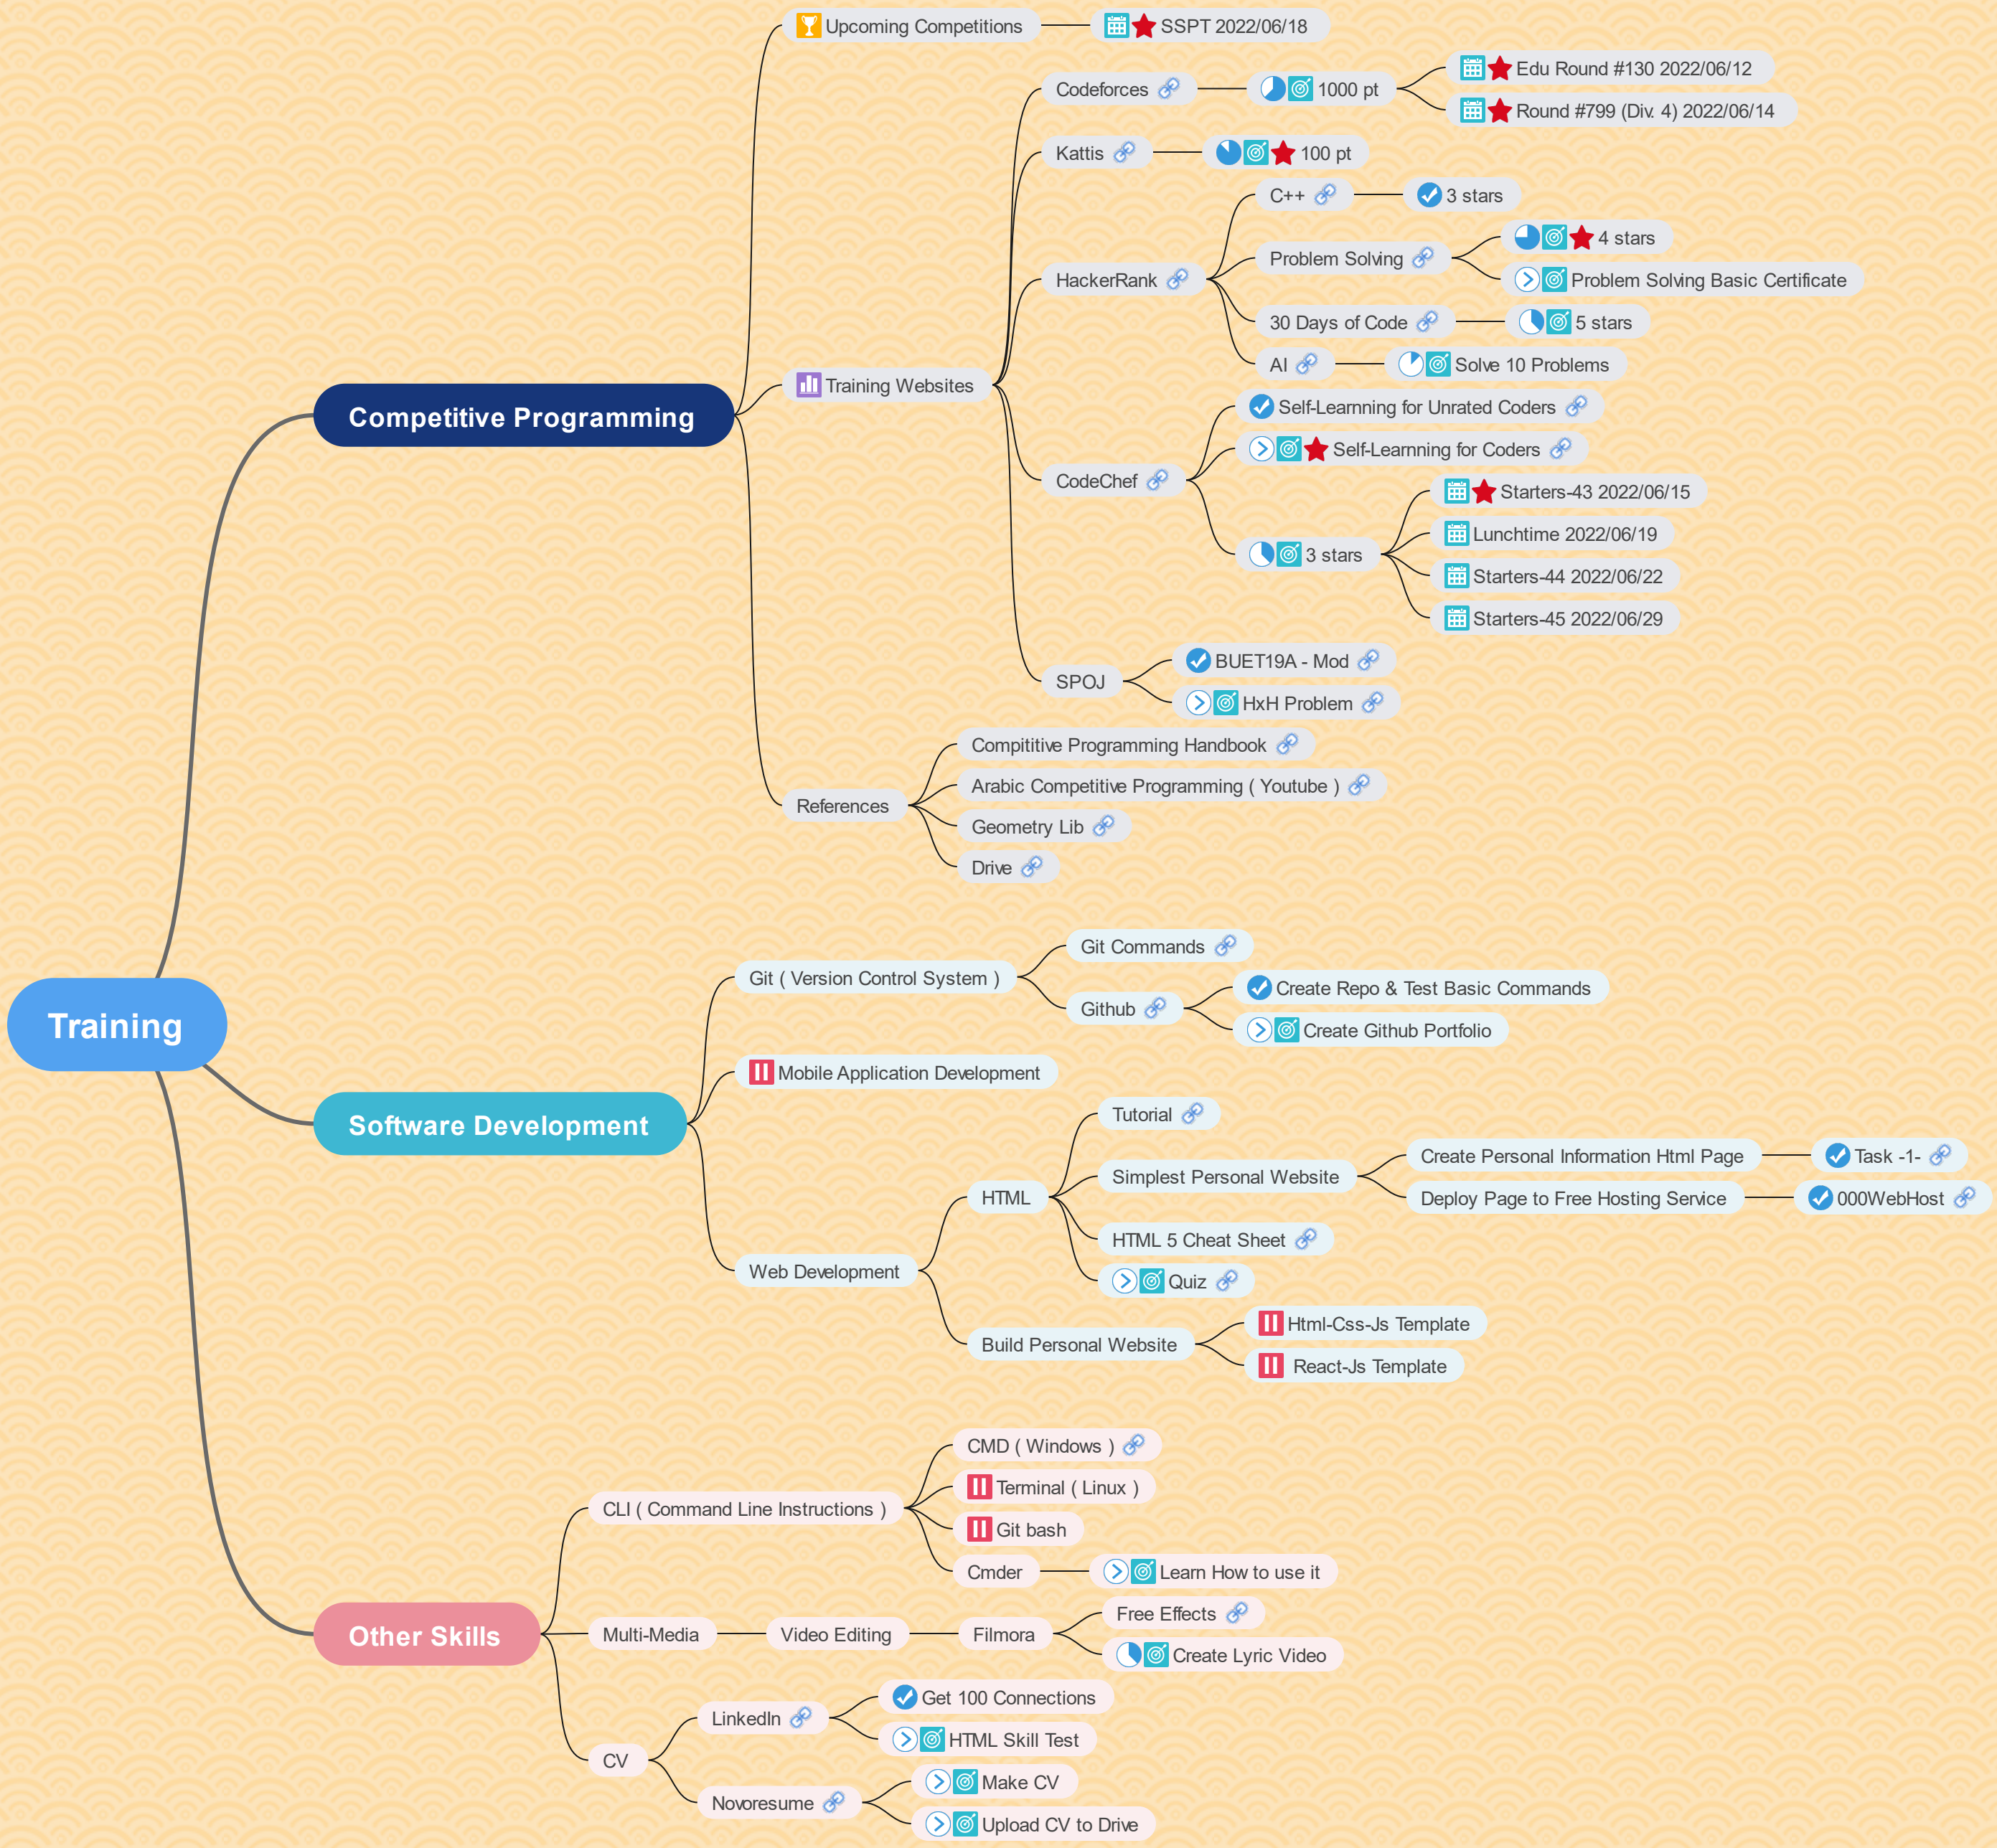 Training
Competitive Programming
Upcoming Competitions
SSPT 2022/06/18
Training Websites
Codeforces
1000 pt
Edu Round #130 2022/06/12
Round #799 (Div. 4) 2022/06/14
Kattis
100 pt
HackerRank
C++
3 stars
Problem Solving
4 stars
Problem Solving Basic Certificate
30 Days of Code
5 stars
AI
Solve 10 Problems
CodeChef
Self-Learnning for Unrated Coders
Self-Learnning for Coders
3 stars
Starters-43 2022/06/15
Lunchtime 2022/06/19
Starters-44 2022/06/22
Starters-45 2022/06/29
SPOJ
BUET19A - Mod
HxH Problem
References
Compititive Programming Handbook
Arabic Competitive Programming ( Youtube )
Geometry Lib
Drive
Software Development
Git ( Version Control System )
Git Commands
Github
Create Repo & Test Basic Commands
Create Github Portfolio
Mobile Application Development
Web Development
HTML
Tutorial
Simplest Personal Website
Create Personal Information Html Page
Task -1-
Deploy Page to Free Hosting Service
000WebHost
HTML 5 Cheat Sheet
Quiz
Build Personal Website
Html-Css-Js Template
React-Js Template
Other Skills
CLI ( Command Line Instructions )
CMD ( Windows )
Terminal ( Linux )
Git bash
Cmder
Learn How to use it
Multi-Media
Video Editing
Filmora
Free Effects
Create Lyric Video
CV
LinkedIn
Get 100 Connections
HTML Skill Test
Novoresume
Make CV
Upload CV to Drive